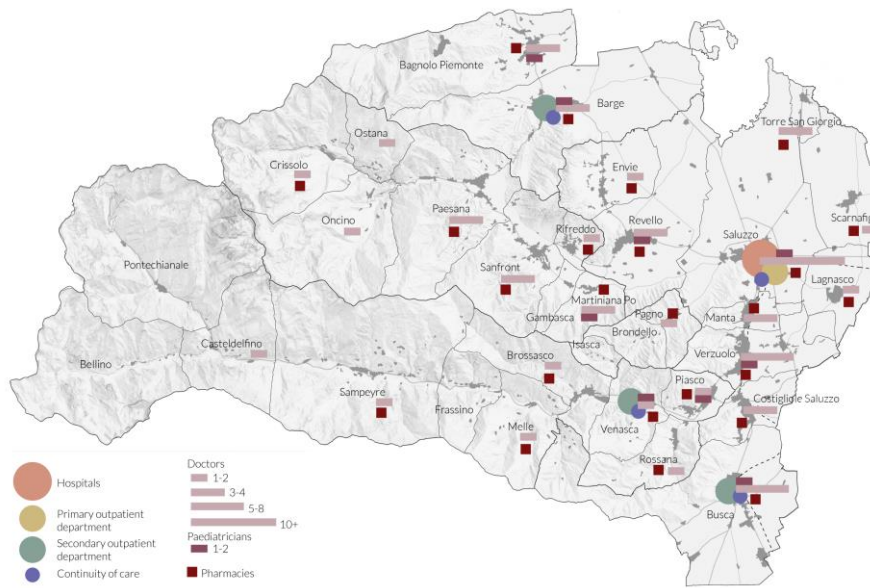 Bagnolo Piemonte
Barge
Torre San Giorgio
Ostana
Crissolo
Envie
Oncino
Paesana
Rifreddo
Revello
Scarnafig
Saluzzo
Pontechianale
Sanfront
Lagnasco
Martiniana Po
Gambasca
Pagno
Manta
Brondello
Isasca
Casteldelfino
Bellino
Brossasco
Verzuolo
Piasco
Sampeyre
Frassino
Costigliole Saluzzo
Melle
Venasca
Rossana
Busca
Hospitals
Primary outpatient
department
Secondary outpatient
department
Continuity of care
Doctors
1-2
3-4
5-8
10+
Paediatricians
1-2
Pharmacies